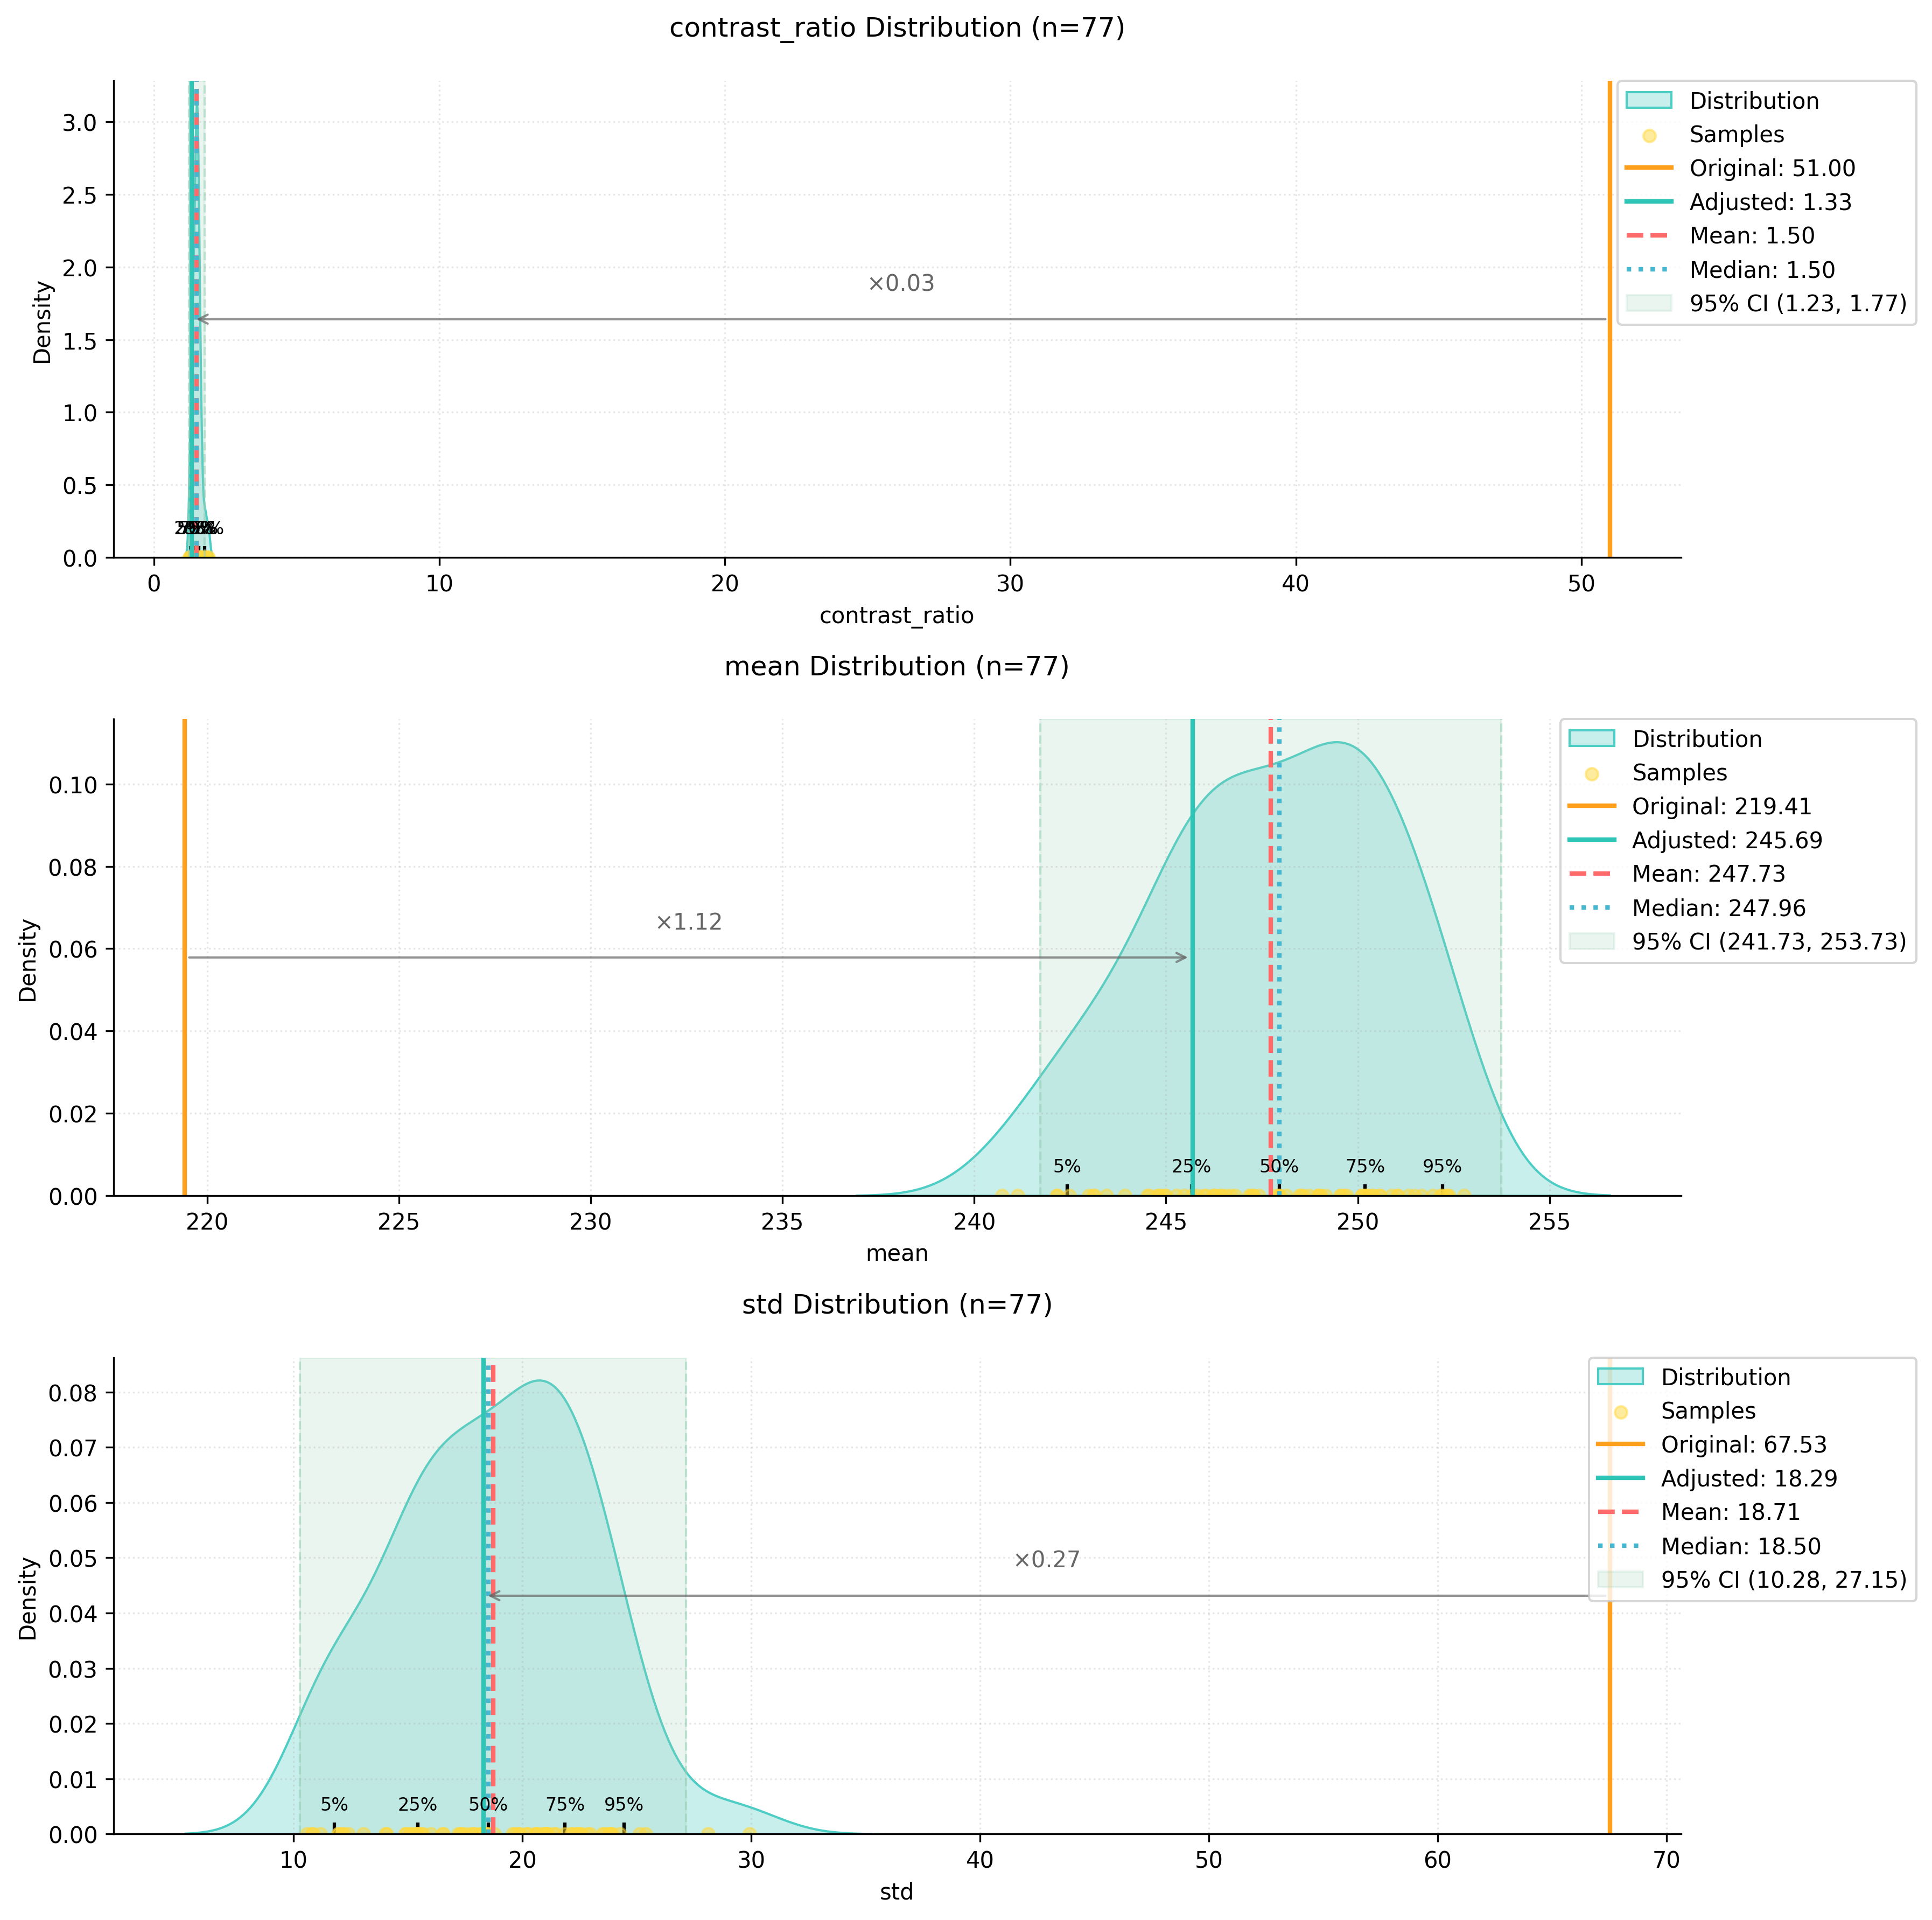 contrast_ratio Distribution (n=77)
Density
3.0
2.5
2.0
1.5
1.0
0.5
0.0
×0.03
0 10 20 30 40 50
contrast_ratio
Distribution
Samples
Original: 51.00
Adjusted: 1.33
Mean: 1.50
Median: 1.50
95% CI (1.23, 1.77)
mean Distribution (n=77)
Density
0.10
0.08
0.06
0.04
0.02
0.00
×1.12
5% 25% 50% 75% 95%
220 225 230 235 240 245 250 255
mean
Distribution
Samples
Original: 219.41
Adjusted: 245.69
Mean: 247.73
Median: 247.96
95% CI (241.73, 253.73)
std Distribution (n=77)
Density
0.08
0.07
0.06
0.05
0.04
0.03
0.02
0.01
0.00
×0.27
5% 25% 50% 75% 95%
10 20 30 40 50 60 70
std
Distribution
Samples
Original: 67.53
Adjusted: 18.29
Mean: 18.71
Median: 18.50
95% CI (10.28, 27.15)